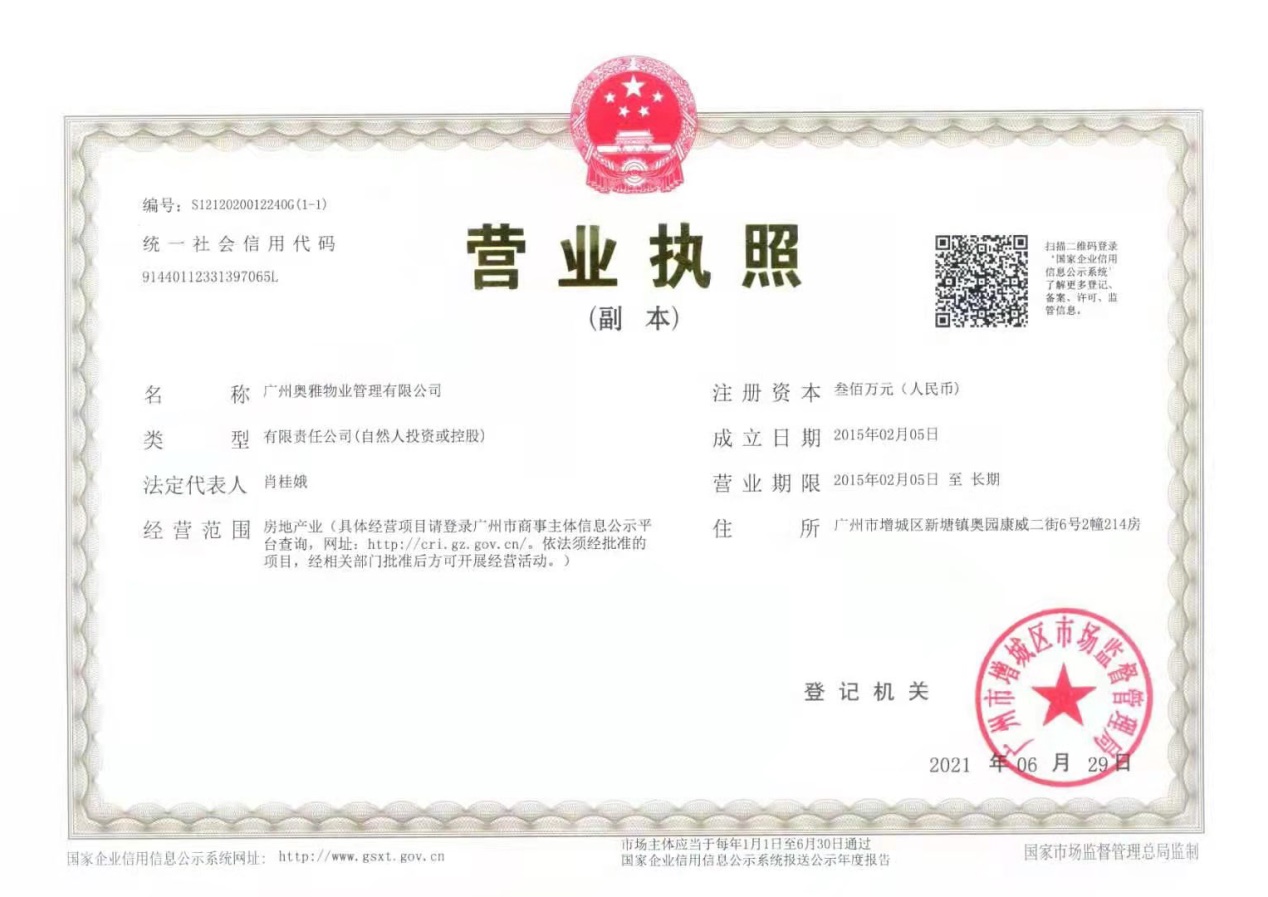 编号：S1212020012240G(1-1)
统一社会信用代码
91440112331397065L
营业执照
(副 本)
扫描二维码登录
‘国家企业信用
信息公示系统’
了解更多登记、
备案、许可、监
管信息。
名 称 广州奥雅物业管理有限公司
类 型 有限责任公司(自然人投资或控股)
法定代表人 肖桂娥
经营范围 房地产业（具体经营项目请登录广州市商事主体信息公示平
台查询，网址：http://cri.gz.gov.cn/。依法须经批准的
项目，经相关部门批准后方可开展经营活动。）
注册资本 叁佰万元（人民币）
成立日期 2015年02月05日
营业期限 2015年02月05日 至 长期
住 所 广州市增城区新塘镇奥园康威二街6号2幢214房
登记机关
广州市增城区市场监督管理局
2021 年 06 月 29 日
国家企业信用信息公示系统网址： http://www.gsxt.gov.cn
市场主体应当于每年1月1日至6月30日通过
国家企业信用信息公示系统报送公示年度报告
国家市场监督管理总局监制